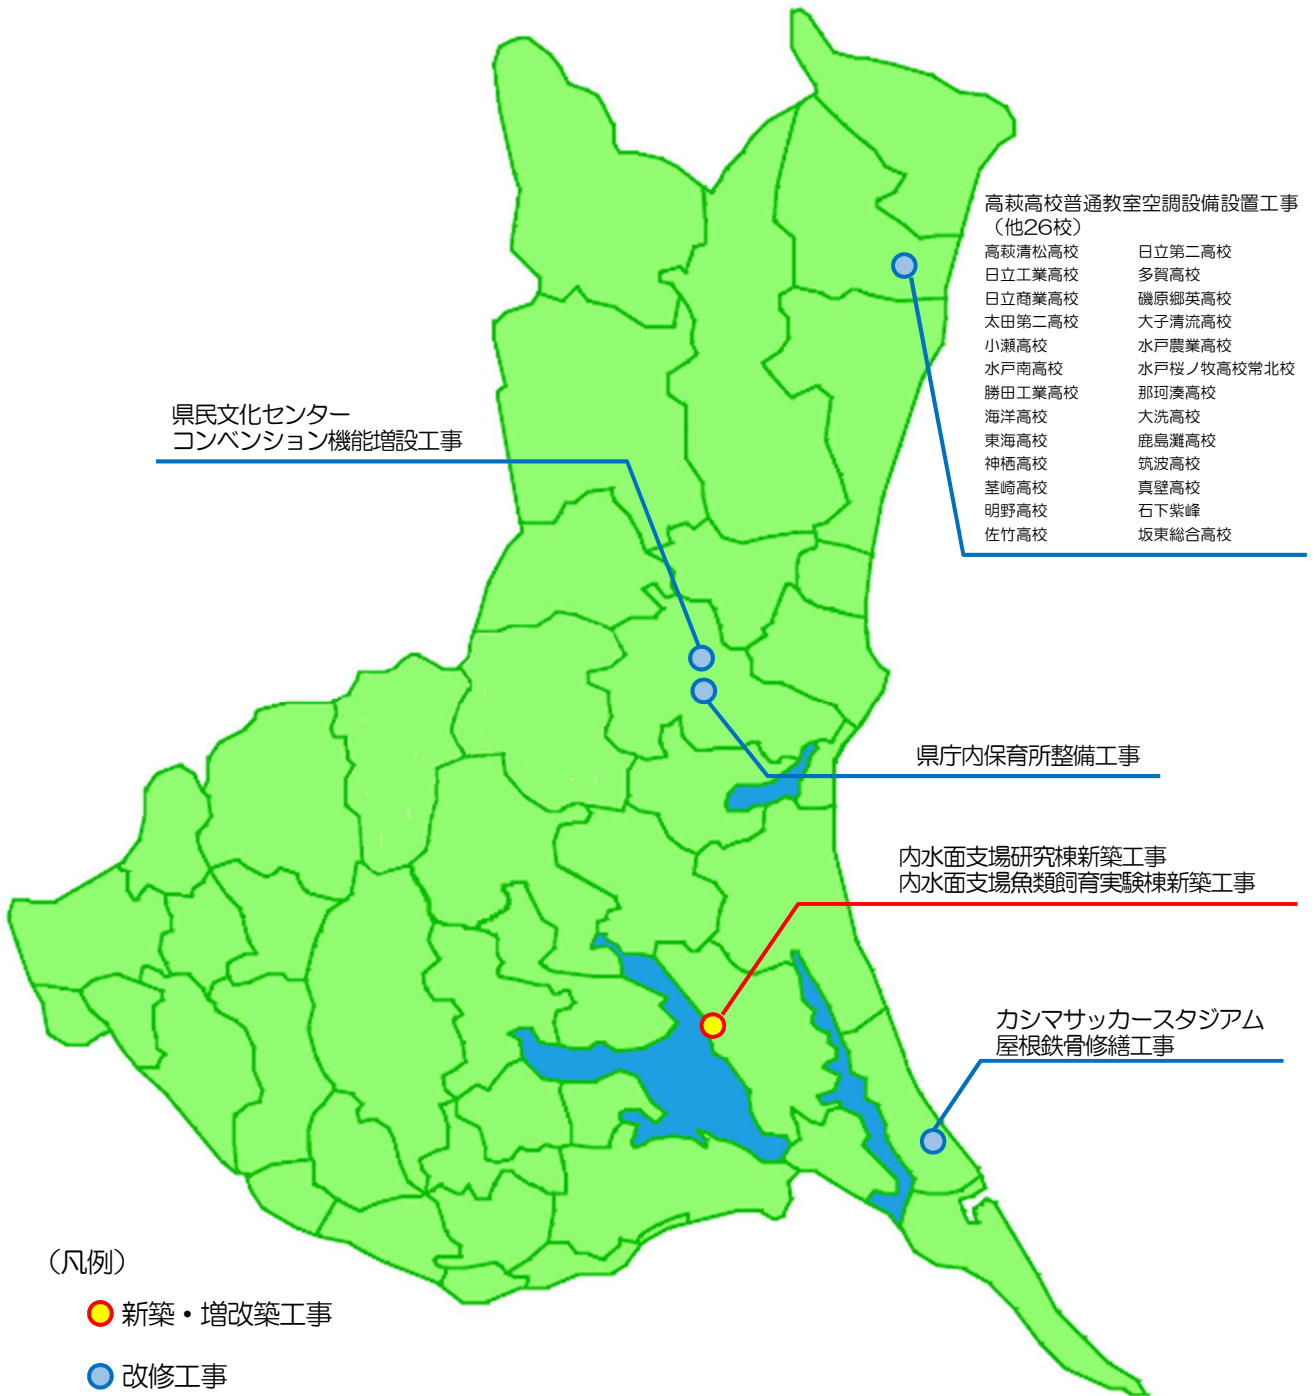 高萩高校普通教室空調設備設置工事
（他26校）
高萩清松高校 日立第二高校
日立工業高校 多賀高校
日立商業高校 磯原郷英高校
太田第二高校 大子清流高校
小瀬高校 水戸農業高校
水戸南高校 水戸桜ノ牧高校常北校
勝田工業高校 那珂湊高校
海洋高校 大洗高校
東海高校 鹿島灘高校
神栖高校 筑波高校
茎崎高校 真壁高校
明野高校 石下紫峰
佐竹高校 坂東総合高校
県民文化センター
コンベンション機能増設工事
県庁内保育所整備工事
内水面支場研究棟新築工事
内水面支場魚類飼育実験棟新築工事
カシマサッカースタジアム
屋根鉄骨修繕工事
（凡例）
新築・増改築工事
改修工事